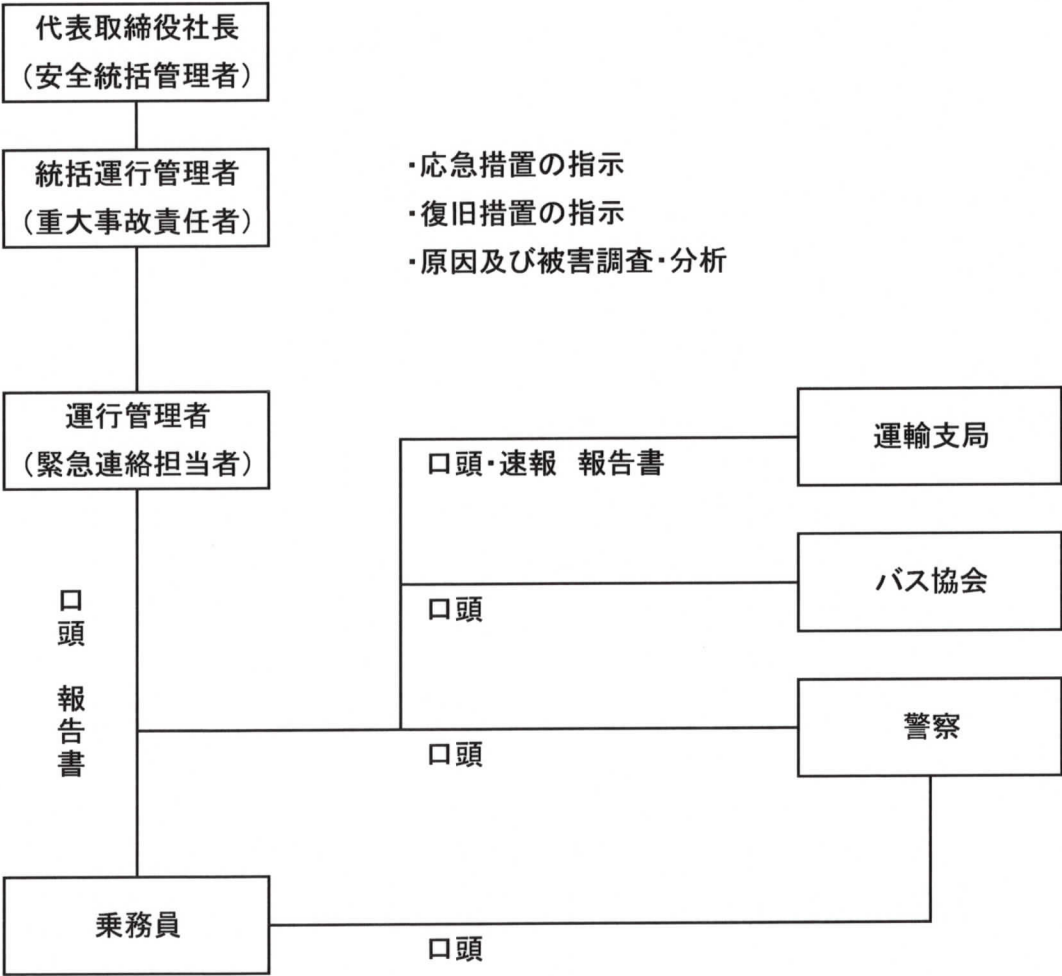 代表取締役社長
（安全統括管理者）
統括運行管理者
（重大事故責任者）
・応急措置の指示
・復旧措置の指示
・原因及び被害調査・分析
運行管理者
（緊急連絡担当者）
運輸支局
口頭・速報　報告書
バス協会
口頭
口頭　報告書
警察
口頭
乗務員
口頭